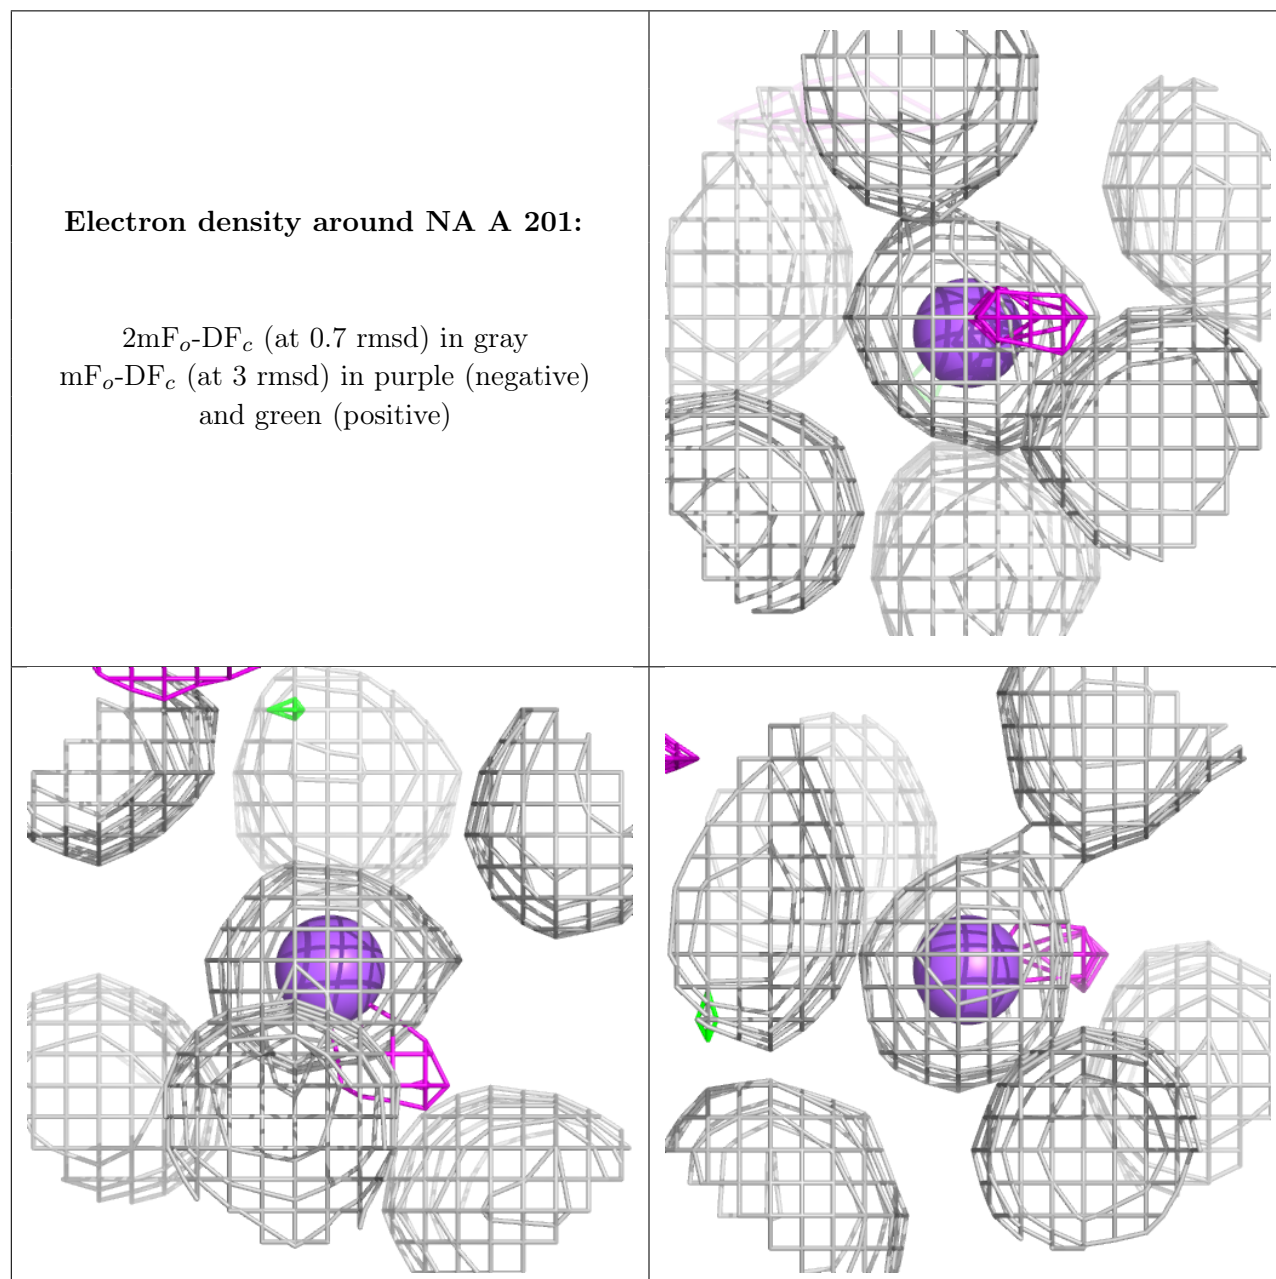 Electron density around NA A 201:
2mFo-DFc (at 0.7 rmsd) in gray
mFo-DFc (at 3 rmsd) in purple (negative)
and green (positive)